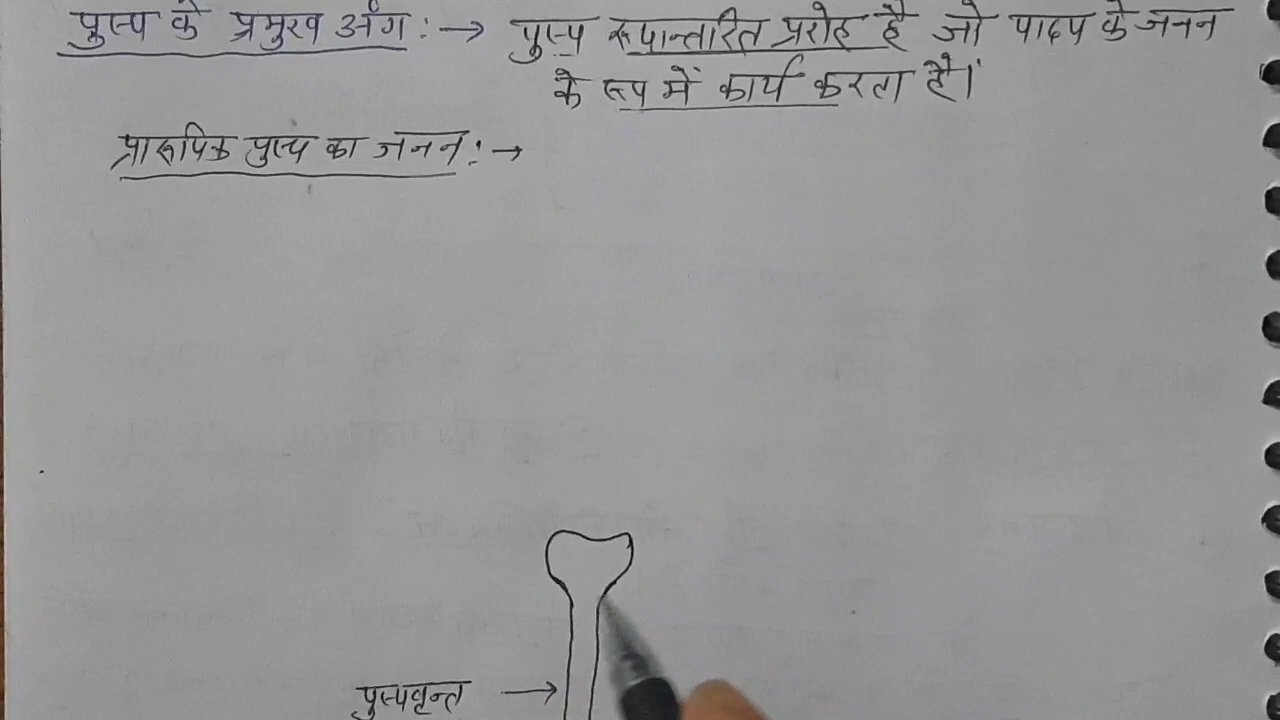 पुष्प के प्रमुख अंग :→ पुष्प रूपान्तरित प्ररोह है जो पादप के जनन
के रूप में कार्य करता है।
प्रारूपिक पुष्प का जनन :→
पुष्पवृन्त →